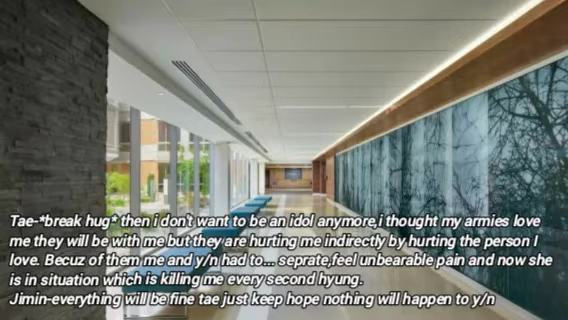 Tae-*break hug* then i don't want to be an idol anymore,i thought my armies love
me they will be with me but they are hurting me indirectly by hurting the person I
love. Becuz of them me and y/n had to... seprate,feel unbearable pain and now she
is in situation which is killing me every second hyung.
Jimin-everything will be fine tae just keep hope nothing will happen to y/n